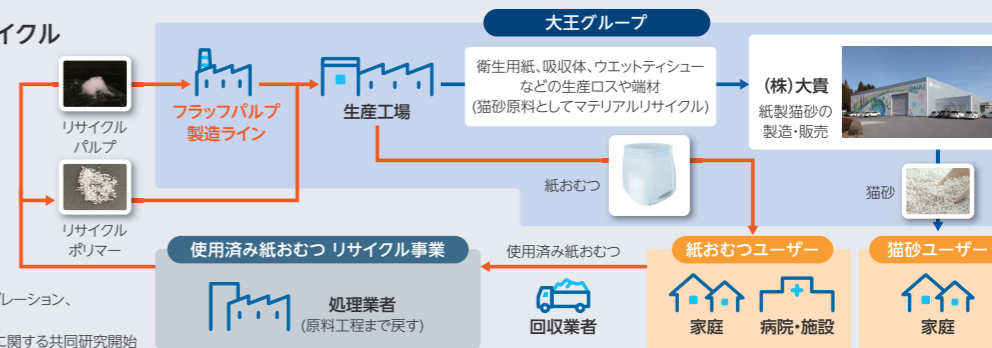 イクル
大王グループ
リサイクル
パルプ
フラッフパルプ
製造ライン
生産工場
衛生用紙、吸収体、ウエットティシュー
などの生産ロスや端材
(猫砂原料としてマテリアルリサイクル)
(株)大貴
紙製猫砂の
製造・販売
リサイクル
ポリマー
紙おむつ
猫砂
使用済み紙おむつ リサイクル事業
使用済み紙おむつ
紙おむつユーザー
猫砂ユーザー
処理業者
(原料工程まで戻す)
回収業者
家庭
病院・施設
家庭
レーション、
に関する共同研究開始